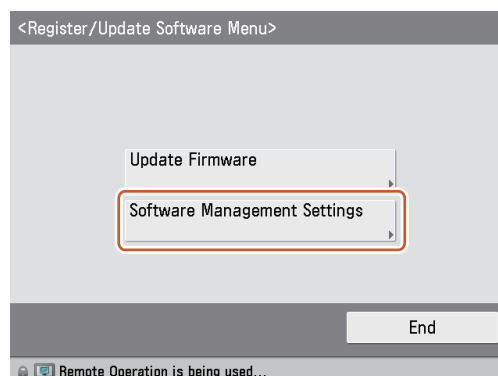 <Register/Update Software Menu>
Update Firmware
Software Management Settings
End
Remote Operation is being used...